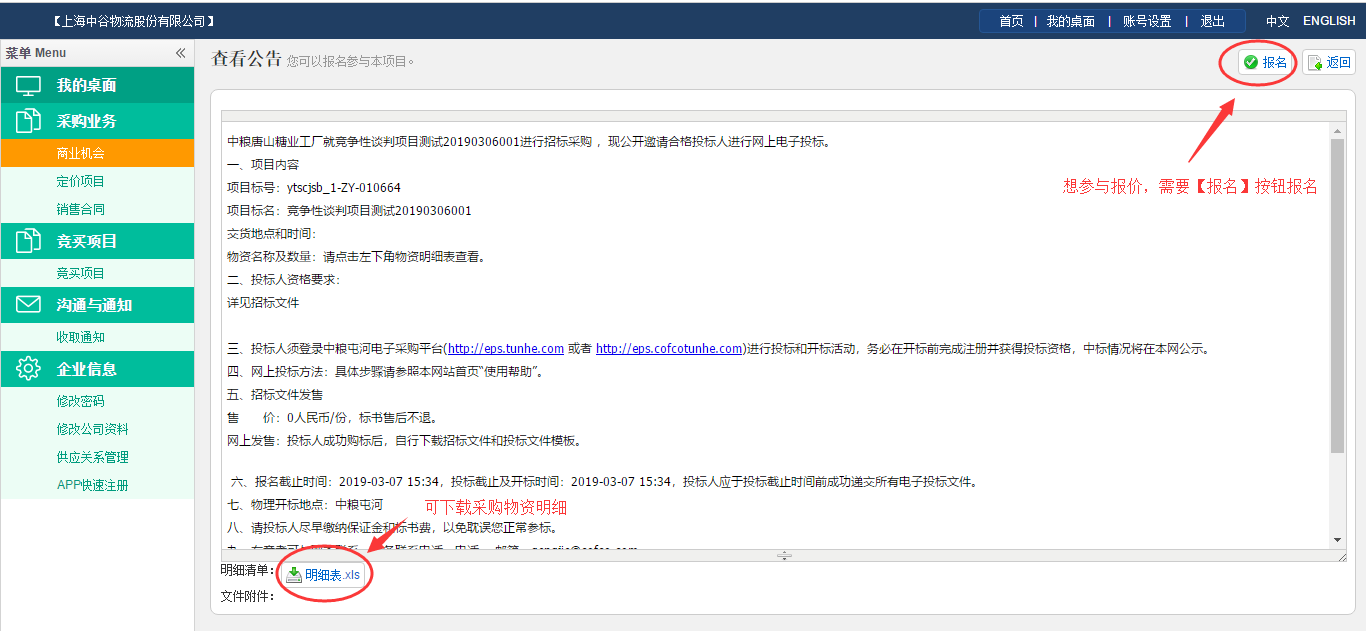 【上海中谷物流股份有限公司】
首页 | 我的桌面 | 账号设置 | 退出 中文 ENGLISH
菜单 Menu
查看公告 您可以报名参与本项目。
报名 返回
我的桌面
采购业务
商业机会
定价项目
销售合同
竞买项目
竟买项目
沟通与通知
收取通知
企业信息
修改密码
修改公司资料
供应关系管理
APP快速注册
中粮唐山糖业工厂就竞争性谈判项目测试20190306001进行招标采购 ，现公开邀请合格投标人进行网上电子投标。
一、项目内容
项目标号：ytscjsb_1-ZY-010664
项目标名：竞争性谈判项目测试20190306001
交货地点和时间：
物资名称及数量：请点击左下角物资明细表查看。
二、投标人资格要求：
详见招标文件
三、投标人须登录中粮屯河电子采购平台(http://eps.tunhe.com 或者 http://eps.cofcotunhe.com)进行投标和开标活动，务必在开标前完成注册并获得投标资格，中标情况将在本网公示。
四、网上投标方法：具体步骤请参照本网站首页“使用帮助”。
五、招标文件发售
售 价：0人民币/份，标书售后不退。
网上发售：投标人成功购标后，自行下载招标文件和投标文件模板。
六、报名截止时间：2019-03-07 15:34，投标截止及开标时间：2019-03-07 15:34，投标人应于投标截止时间前成功递交所有电子投标文件。
七、物理开标地点：中粮屯河
八、请投标人尽早缴纳保证金和标书费，以免耽误您正常参标。
想参与报价，需要【报名】按钮报名
可下载采购物资明细
明细清单： 明细表.xls
文件附件：